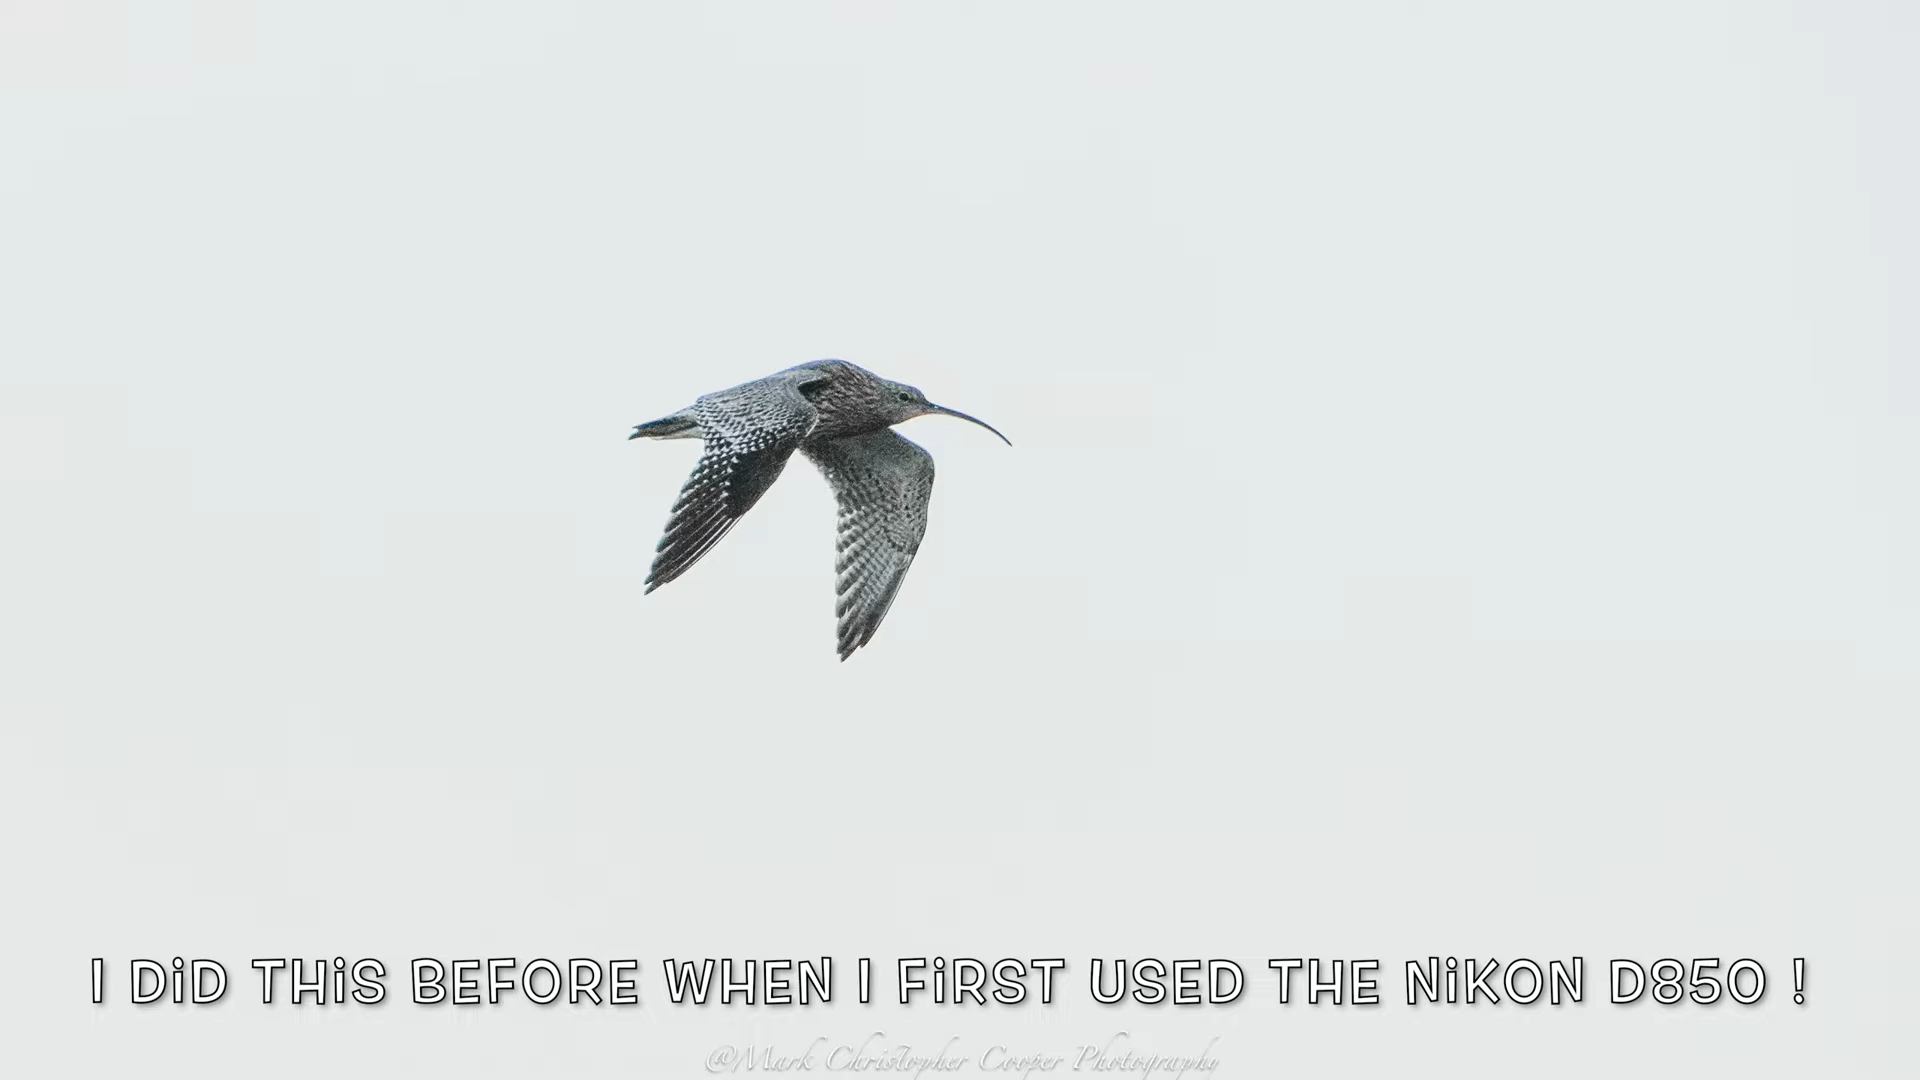 I DiD THiS BEFORE WHEN I FiRST USED THE NiKON D850 !
@Mark Christopher Cooper Photography